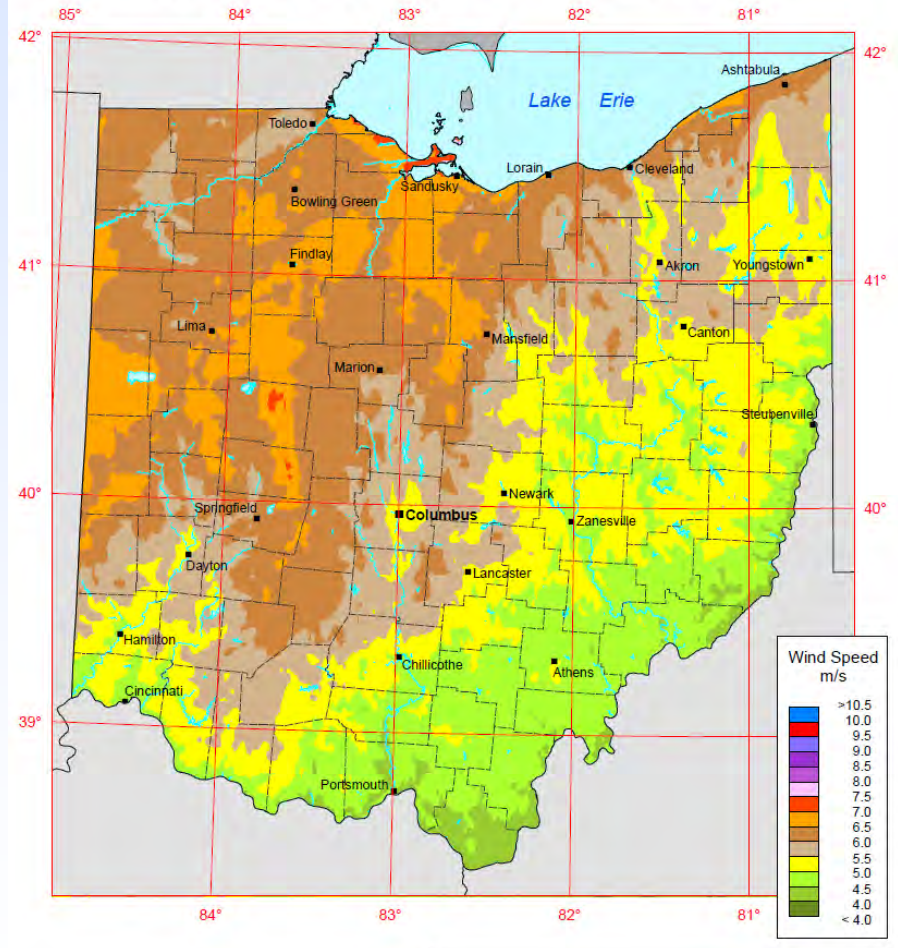 85° 84° 83° 82° 81°
42° 42°
Ashtabula
Lake Erie
Toledo
Lorain Cleveland
Sandusky
Bowling Green
Findlay
41° Akron Youngstown 41°
Lima Mansfield Canton
Marion
Steubenville
40° Newark 40°
Springfield Columbus Zanesville
Dayton Lancaster
Hamilton
Chillicothe Athens
Cincinnati
39°
Portsmouth
Wind Speed
m/s
>10.5
10.0
9.5
9.0
8.5
8.0
7.5
7.0
6.5
6.0
5.5
5.0
4.5
4.0
< 4.0
84° 83° 82° 81°